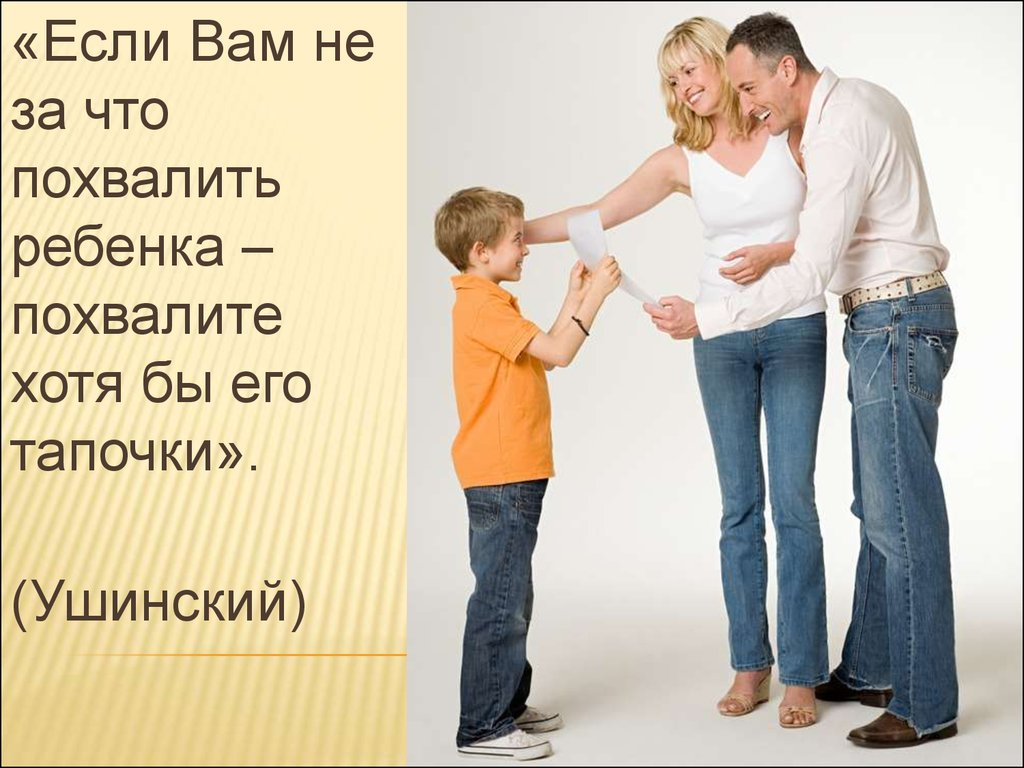 «Если Вам не
за что
похвалить
ребенка –
похвалите
хотя бы его
тапочки».
(Ушинский)